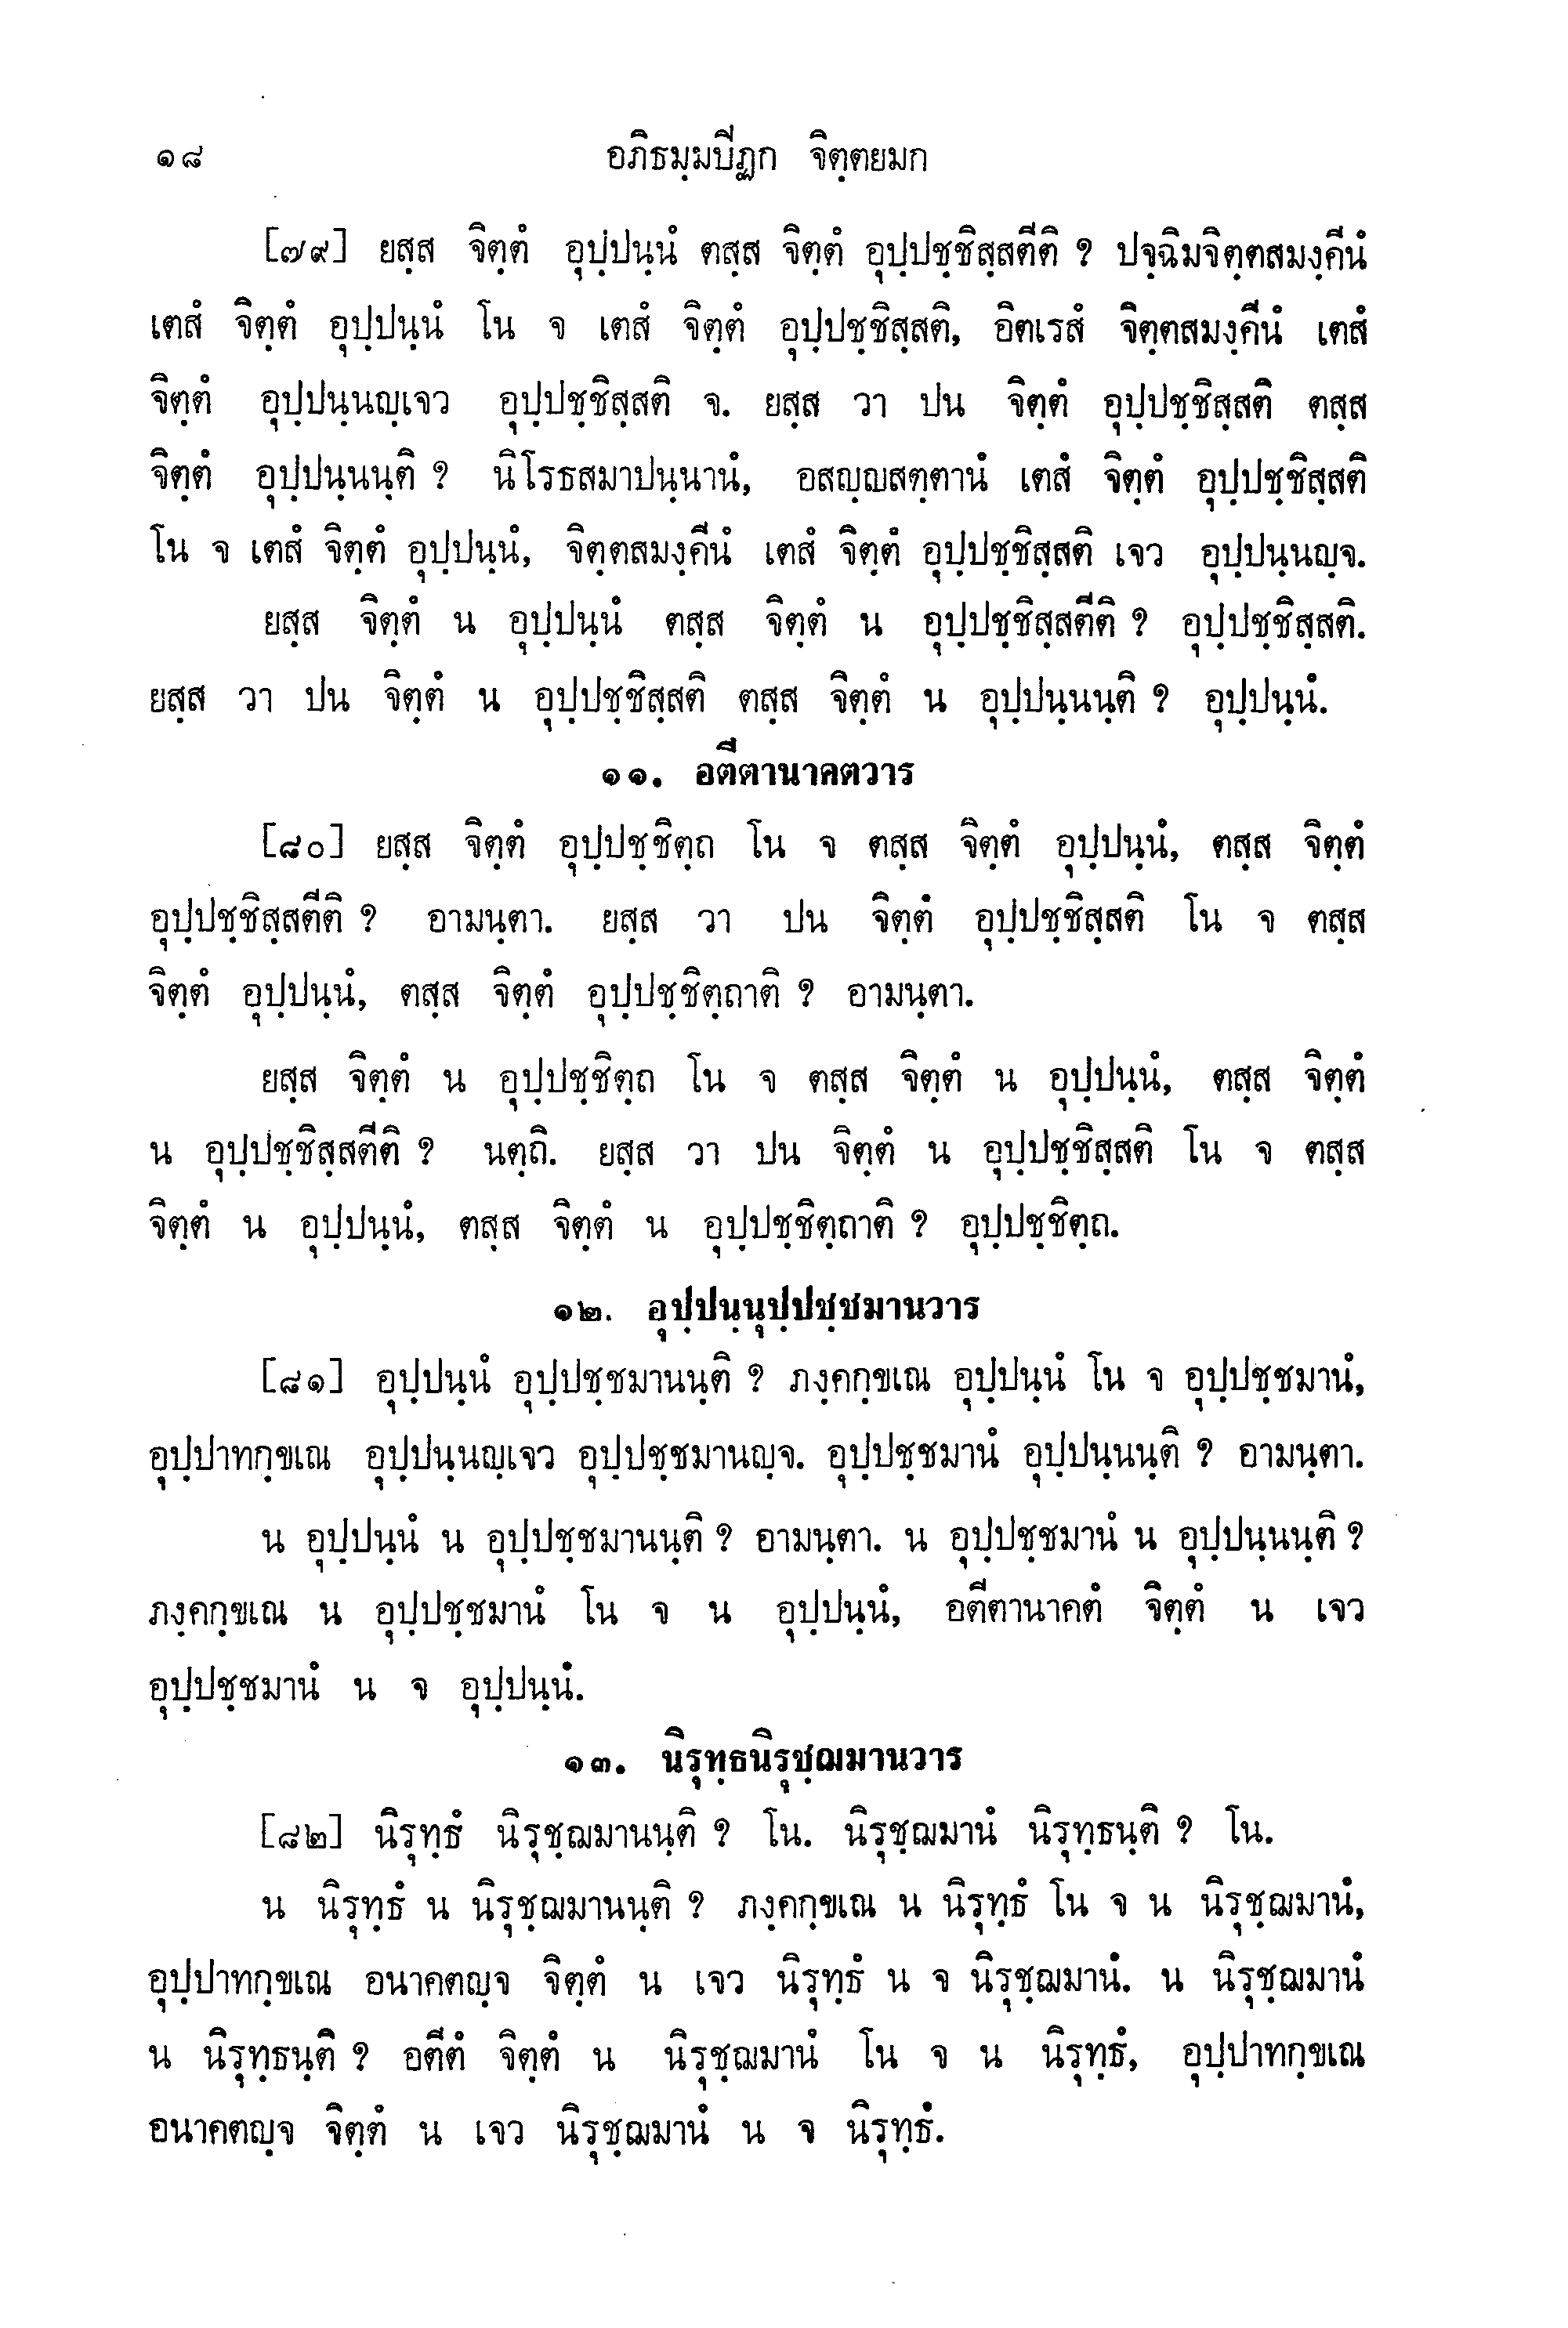 ๑๘ อภิธมฺมปีฏก จิตฺตยมก
[๗๙] ยสฺส จิตฺตํ อุปฺปนฺนํ ตสฺส จิตฺตํ อุปฺปชฺชิสฺสตีติ ? ปจฺฉิมจิตฺตสมงฺคีนํ
เตสํ จิตฺตํ อุปฺปนฺนํ โน จ เตสํ จิตฺตํ อุปฺปชฺชิสฺสติ, อิตเรสํ จิตฺตสมงฺคีนํ เตสํ
จิตฺตํ อุปฺปนฺนญฺเจว อุปฺปชฺชิสฺสติ จ. ยสฺส วา ปน จิตฺตํ อุปฺปชฺชิสฺสติ ตสฺส
จิตฺตํ อุปฺปนฺนนฺติ ? นิโรธสมาปนฺนานํ, อสญฺญสตฺตานํ เตสํ จิตฺตํ อุปฺปชฺชิสฺสติ
โน จ เตสํ จิตฺตํ อุปฺปนฺนํ, จิตฺตสมงฺคีนํ เตสํ จิตฺตํ อุปฺปชฺชิสฺสติ เจว อุปฺปนฺนญฺจ.
ยสฺส จิตฺตํ น อุปฺปนฺนํ ตสฺส จิตฺตํ น อุปฺปชฺชิสฺสตีติ ? อุปฺปชฺชิสฺสติ.
ยสฺส วา ปน จิตฺตํ น อุปฺปชฺชิสฺสติ ตสฺส จิตฺตํ น อุปฺปนฺนนฺติ ? อุปฺปนฺนํ.
๑๑. อตีตานาคตวาร
[๘๐] ยสฺส จิตฺตํ อุปฺปชฺชิตฺถ โน จ ตสฺส จิตฺตํ อุปฺปนฺนํ, ตสฺส จิตฺตํ
อุปฺปชฺชิสฺสตีติ ? อามนฺตา. ยสฺส วา ปน จิตฺตํ อุปฺปชฺชิสฺสติ โน จ ตสฺส
จิตฺตํ อุปฺปนฺนํ, ตสฺส จิตฺตํ อุปฺปชฺชิตฺถาติ ? อามนฺตา.
ยสฺส จิตฺตํ น อุปฺปชฺชิตฺถ โน จ ตสฺส จิตฺตํ น อุปฺปนฺนํ, ตสฺส จิตฺตํ
น อุปฺปชฺชิสฺสตีติ ? นตฺถิ. ยสฺส วา ปน จิตฺตํ น อุปฺปชฺชิสฺสติ โน จ ตสฺส
จิตฺตํ น อุปฺปนฺนํ, ตสฺส จิตฺตํ น อุปฺปชฺชิตฺถาติ ? อุปฺปชฺชิตฺถ.
๑๒. อุปฺปนฺนุปฺปชฺชมานวาร
[๘๑] อุปฺปนฺนํ อุปฺปชฺชมานนฺติ ? ภงฺคกฺขเณ อุปฺปนฺนํ โน จ อุปฺปชฺชมานํ,
อุปฺปาทกฺขเณ อุปฺปนฺนญฺเจว อุปฺปชฺชมานญฺจ. อุปฺปชฺชมานํ อุปฺปนฺนนฺติ ? อามนฺตา.
น อุปฺปนฺนํ น อุปฺปชฺชมานนฺติ ? อามนฺตา. น อุปฺปชฺชมานํ น อุปฺปนฺนนฺติ ?
ภงฺคกฺขเณ น อุปฺปชฺชมานํ โน จ น อุปฺปนฺนํ, อตีตานาคตํ จิตฺตํ น เจว
อุปฺปชฺชมานํ น จ อุปฺปนฺนํ.
๑๓. นิรุทฺธนิรุชฺฌมานวาร
[๘๒] นิรุทฺธํ นิรุชฺฌมานนฺติ ? โน. นิรุชฺฌมานํ นิรุทฺธนฺติ ? โน.
น นิรุทฺธํ น นิรุชฺฌมานนฺติ ? ภงฺคกฺขเณ น นิรุทฺธํ โน จ น นิรุชฺฌมานํ,
อุปฺปาทกฺขเณ อนาคตญฺจ จิตฺตํ น เจว นิรุทฺธํ น จ นิรุชฺฌมานํ. น นิรุชฺฌมานํ
น นิรุทฺธนฺติ ? อตีตํ จิตฺตํ น นิรุชฺฌมานํ โน จ น นิรุทฺธํ, อุปฺปาทกฺขเณ
อนาคตญฺจ จิตฺตํ น เจว นิรุชฺฌมานํ น จ นิรุทฺธํ.